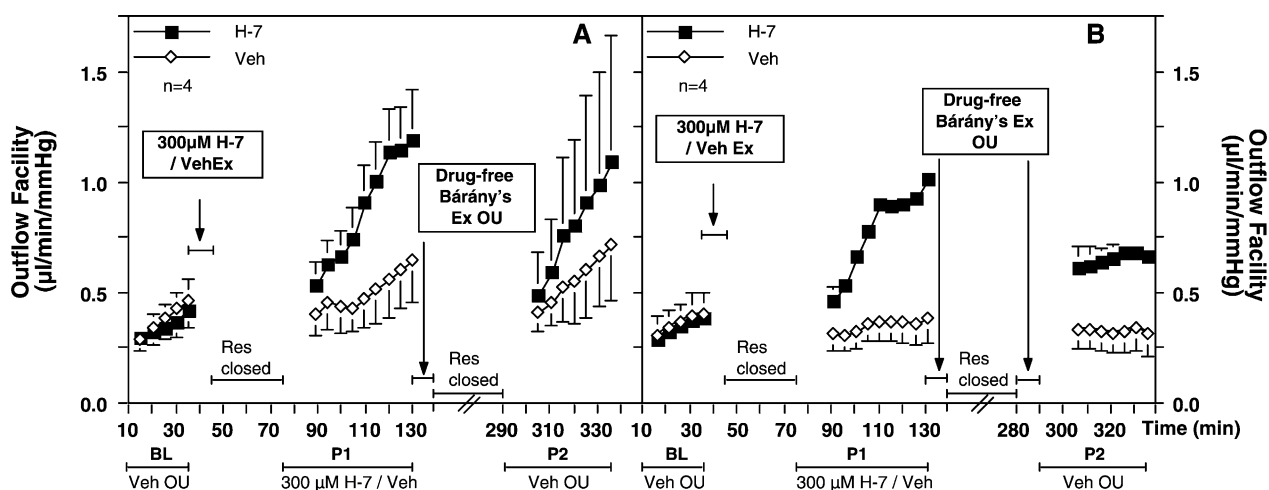 Outflow Facility
(µl/min/mmHg)
1.5
1.0
0.5
0.0
H-7
Veh
n=4
A
300µM H-7
/ VehEx
Drug-free
Bárány's
Ex OU
Res
closed
Res
closed
10 30 50 70 90 110 130 290 310 330
BL P1 P2
Veh OU 300 µM H-7 / Veh Veh OU
H-7
Veh
n=4
B
300µM H-7
/ Veh Ex
Drug-free
Bárány's Ex
OU
Res
closed
Res
closed
10 30 50 70 90 110 130 280 300 320 Time (min)
BL P1 P2
Veh OU 300 µM H-7 / Veh Veh OU
1.5
1.0
0.5
0.0
Outflow Facility
(µl/min/mmHg)